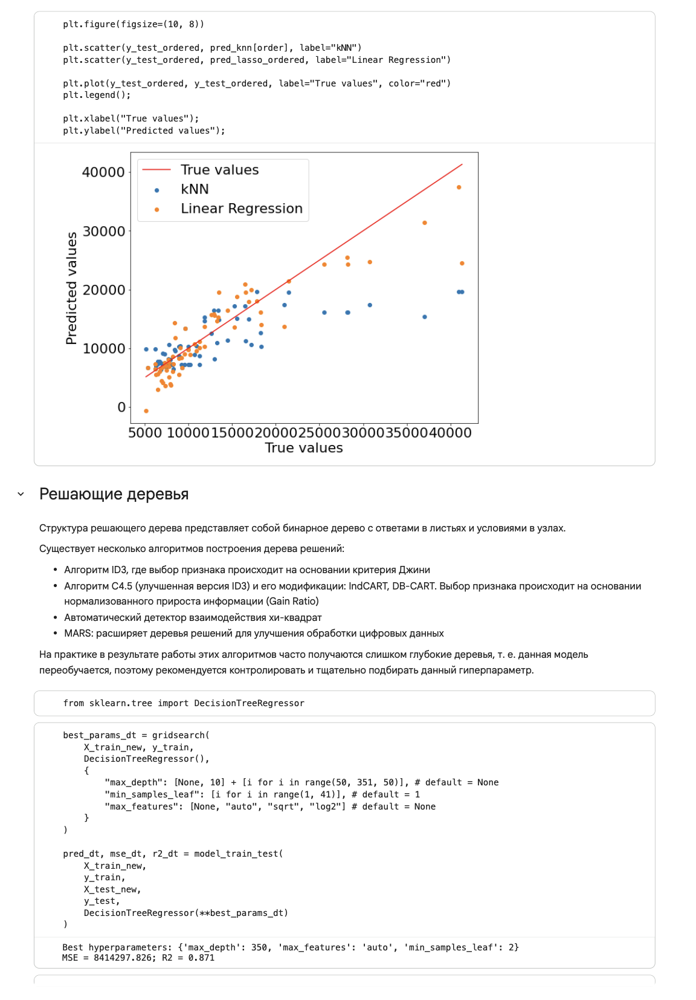 plt.figure(figsize=(10, 8))
plt.scatter(y_test_ordered, pred_knn[order], label="kNN")
plt.scatter(y_test_ordered, pred_lasso_ordered, label="Linear Regression")
plt.plot(y_test_ordered, y_test_ordered, label="True values", color="red")
plt.legend();
plt.xlabel("True values");
plt.ylabel("Predicted values");
True values
kNN
Linear Regression
40000
30000
20000
10000
0
Predicted values
5000 10000 15000 20000 25000 30000 35000 40000
True values
Решающие деревья
Структура решающего дерева представляет собой бинарное дерево с ответами в листьях и условиями в узлах.
Существует несколько алгоритмов построения дерева решений:
• Алгоритм ID3, где выбор признака происходит на основании критерия Джини
• Алгоритм C4.5 (улучшенная версия ID3) и его модификации: IndCART, DB-CART. Выбор признака происходит на основании
нормализованного прироста информации (Gain Ratio)
• Автоматический детектор взаимодействия хи-квадрат
• MARS: расширяет деревья решений для улучшения обработки цифровых данных
На практике в результате работы этих алгоритмов часто получаются слишком глубокие деревья, т. е. данная модель
переобучается, поэтому рекомендуется контролировать и тщательно подбирать данный гиперпараметр.
from sklearn.tree import DecisionTreeRegressor
best_params_dt = gridsearch(
X_train_new, y_train,
DecisionTreeRegressor(),
{
"max_depth": [None, 10] + [i for i in range(50, 351, 50)], # default = None
"min_samples_leaf": [i for i in range(1, 41)], # default = 1
"max_features": [None, "auto", "sqrt", "log2"] # default = None
}
)
pred_dt, mse_dt, r2_dt = model_train_test(
X_train_new,
y_train,
X_test_new,
y_test,
DecisionTreeRegressor(**best_params_dt)
)
Best hyperparameters: {'max_depth': 350, 'max_features': 'auto', 'min_samples_leaf': 2}
MSE = 8414297.826; R2 = 0.871